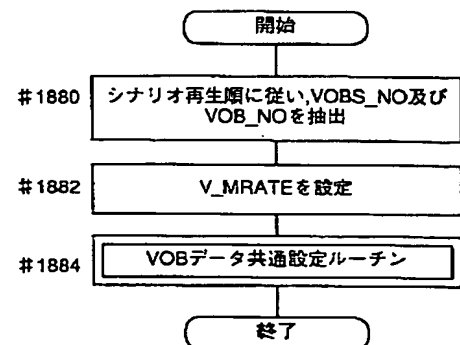 開始
#1880
シナリオ再生順に従い,VOBS_NO及び
VOB_NOを抽出
#1882
V_MRATEを設定
#1884
VOBデータ共通設定ルーチン
終了